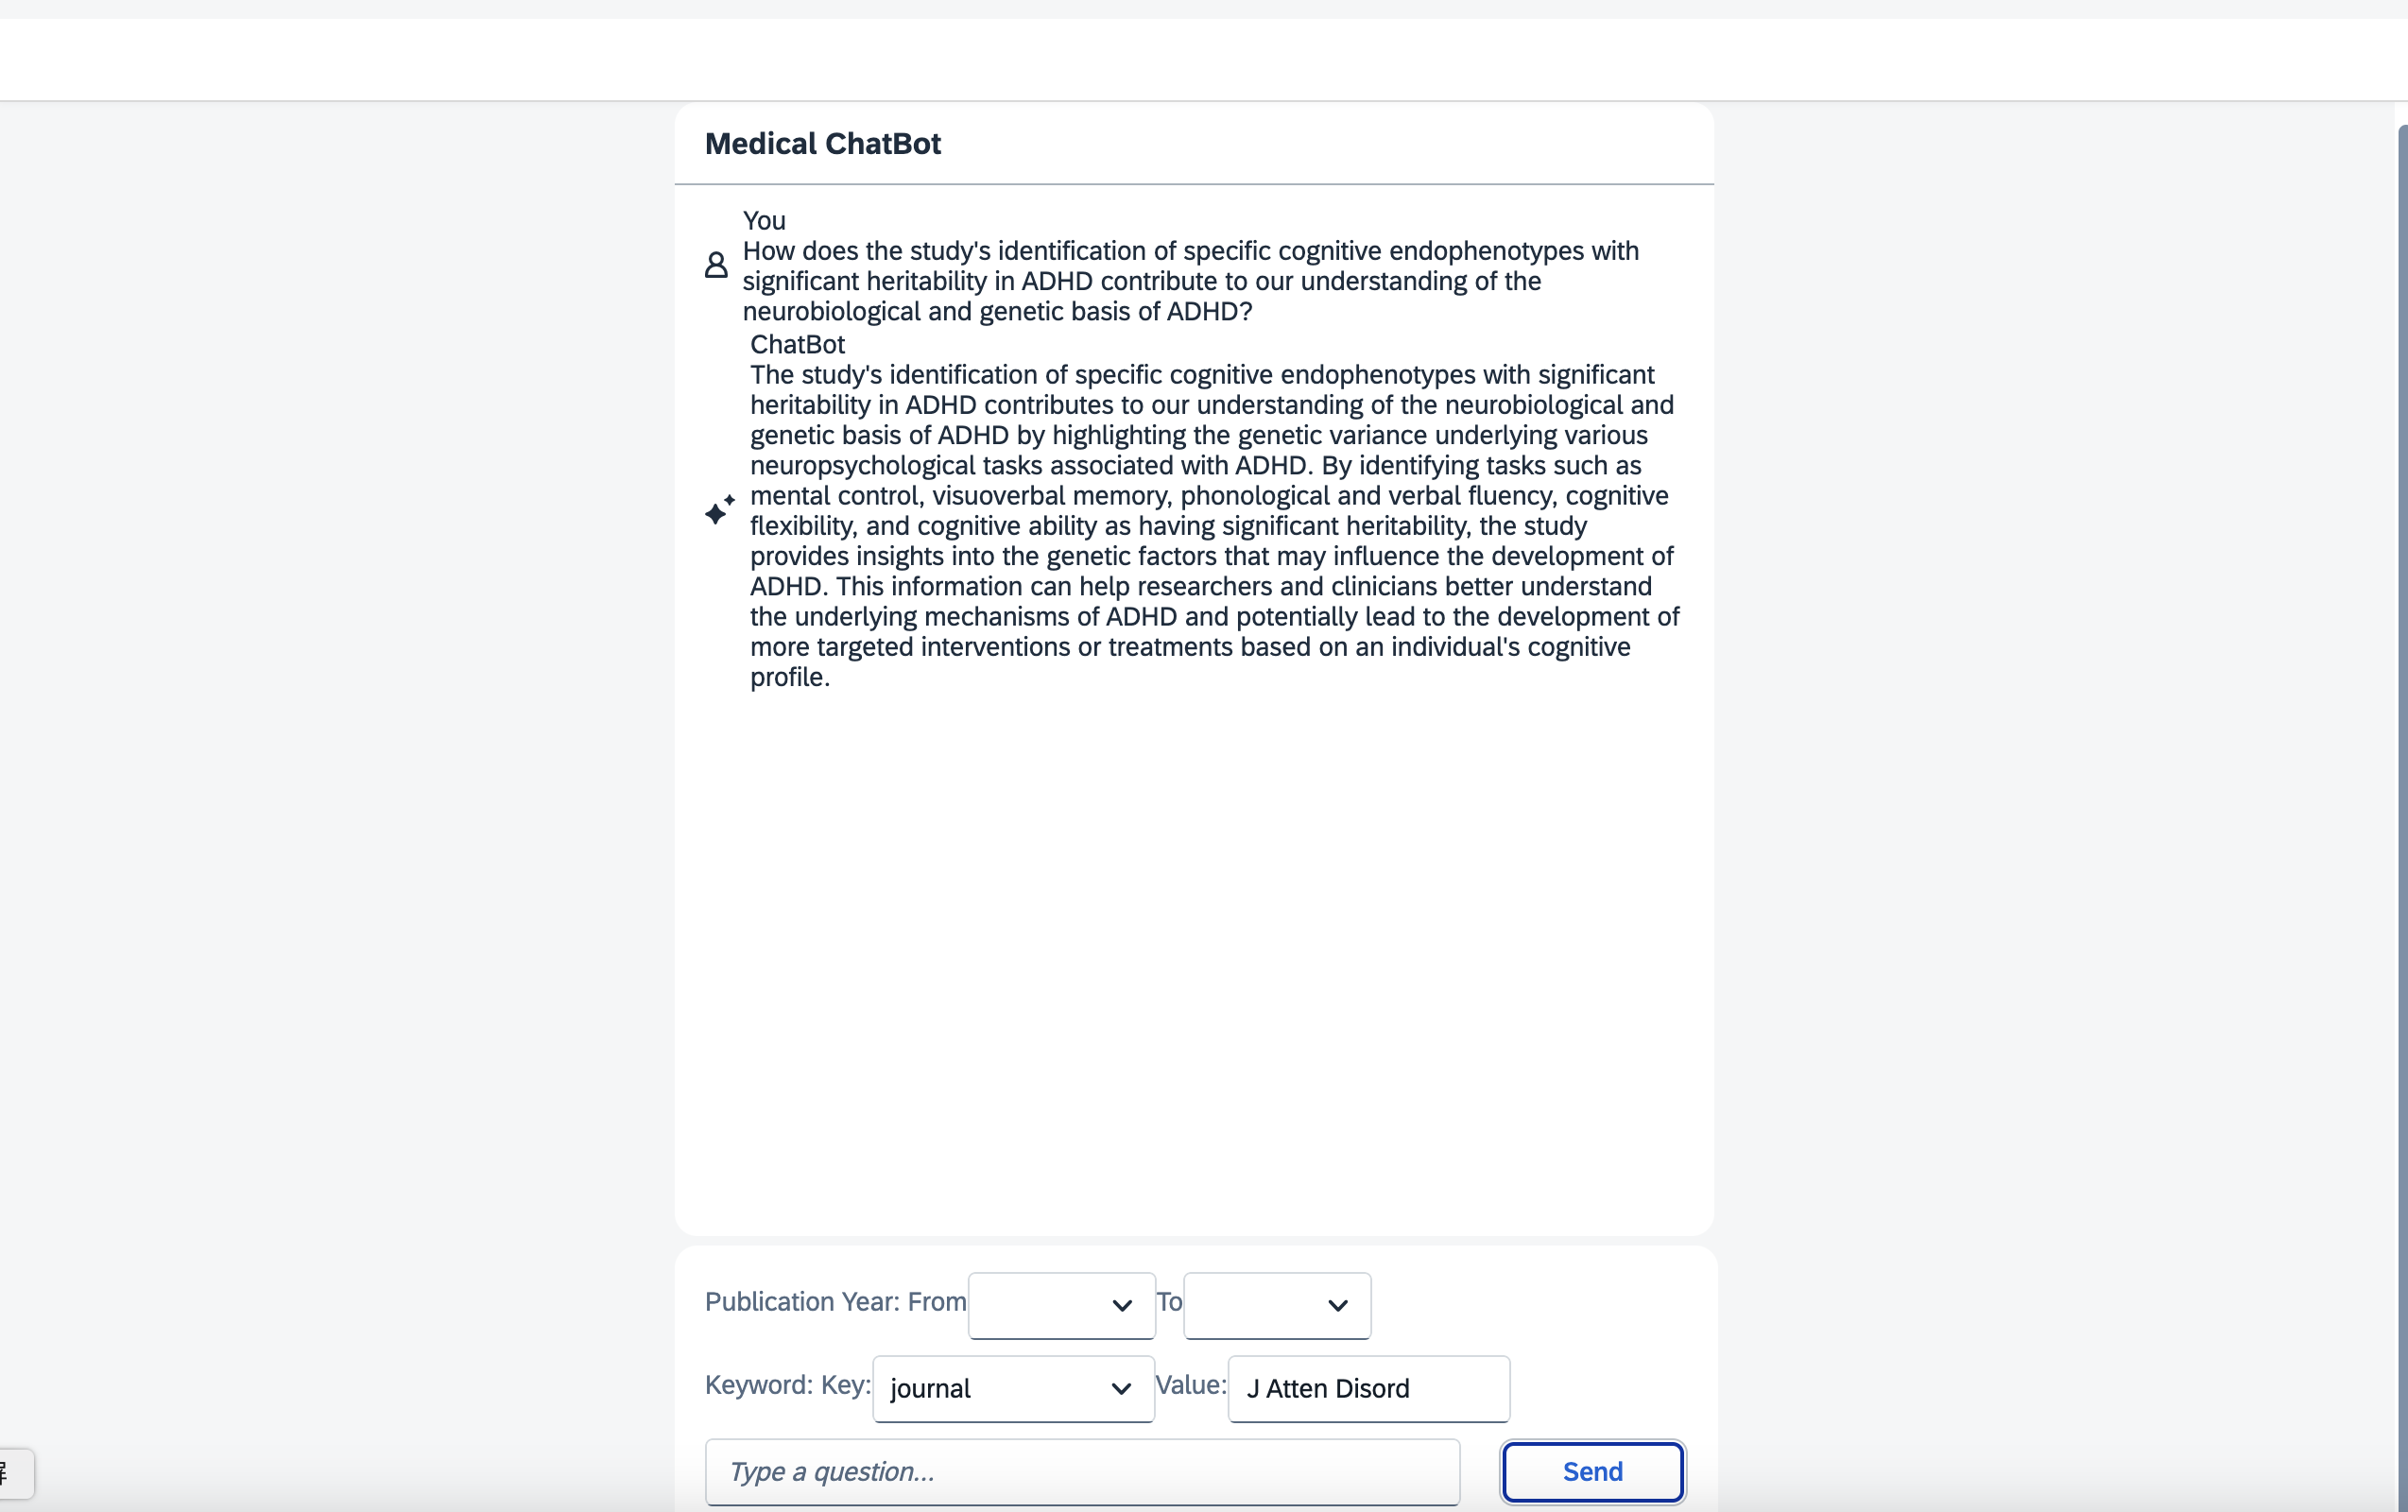 Medical ChatBot
You
How does the study's identification of specific cognitive endophenotypes with
significant heritability in ADHD contribute to our understanding of the
neurobiological and genetic basis of ADHD?
ChatBot
The study's identification of specific cognitive endophenotypes with significant
heritability in ADHD contributes to our understanding of the neurobiological and
genetic basis of ADHD by highlighting the genetic variance underlying various
neuropsychological tasks associated with ADHD. By identifying tasks such as
mental control, visuoverbal memory, phonological and verbal fluency, cognitive
flexibility, and cognitive ability as having significant heritability, the study
provides insights into the genetic factors that may influence the development of
ADHD. This information can help researchers and clinicians better understand
the underlying mechanisms of ADHD and potentially lead to the development of
more targeted interventions or treatments based on an individual's cognitive
profile.
Publication Year: From To
Keyword: Key: journal Value: J Atten Disord
Type a question... Send